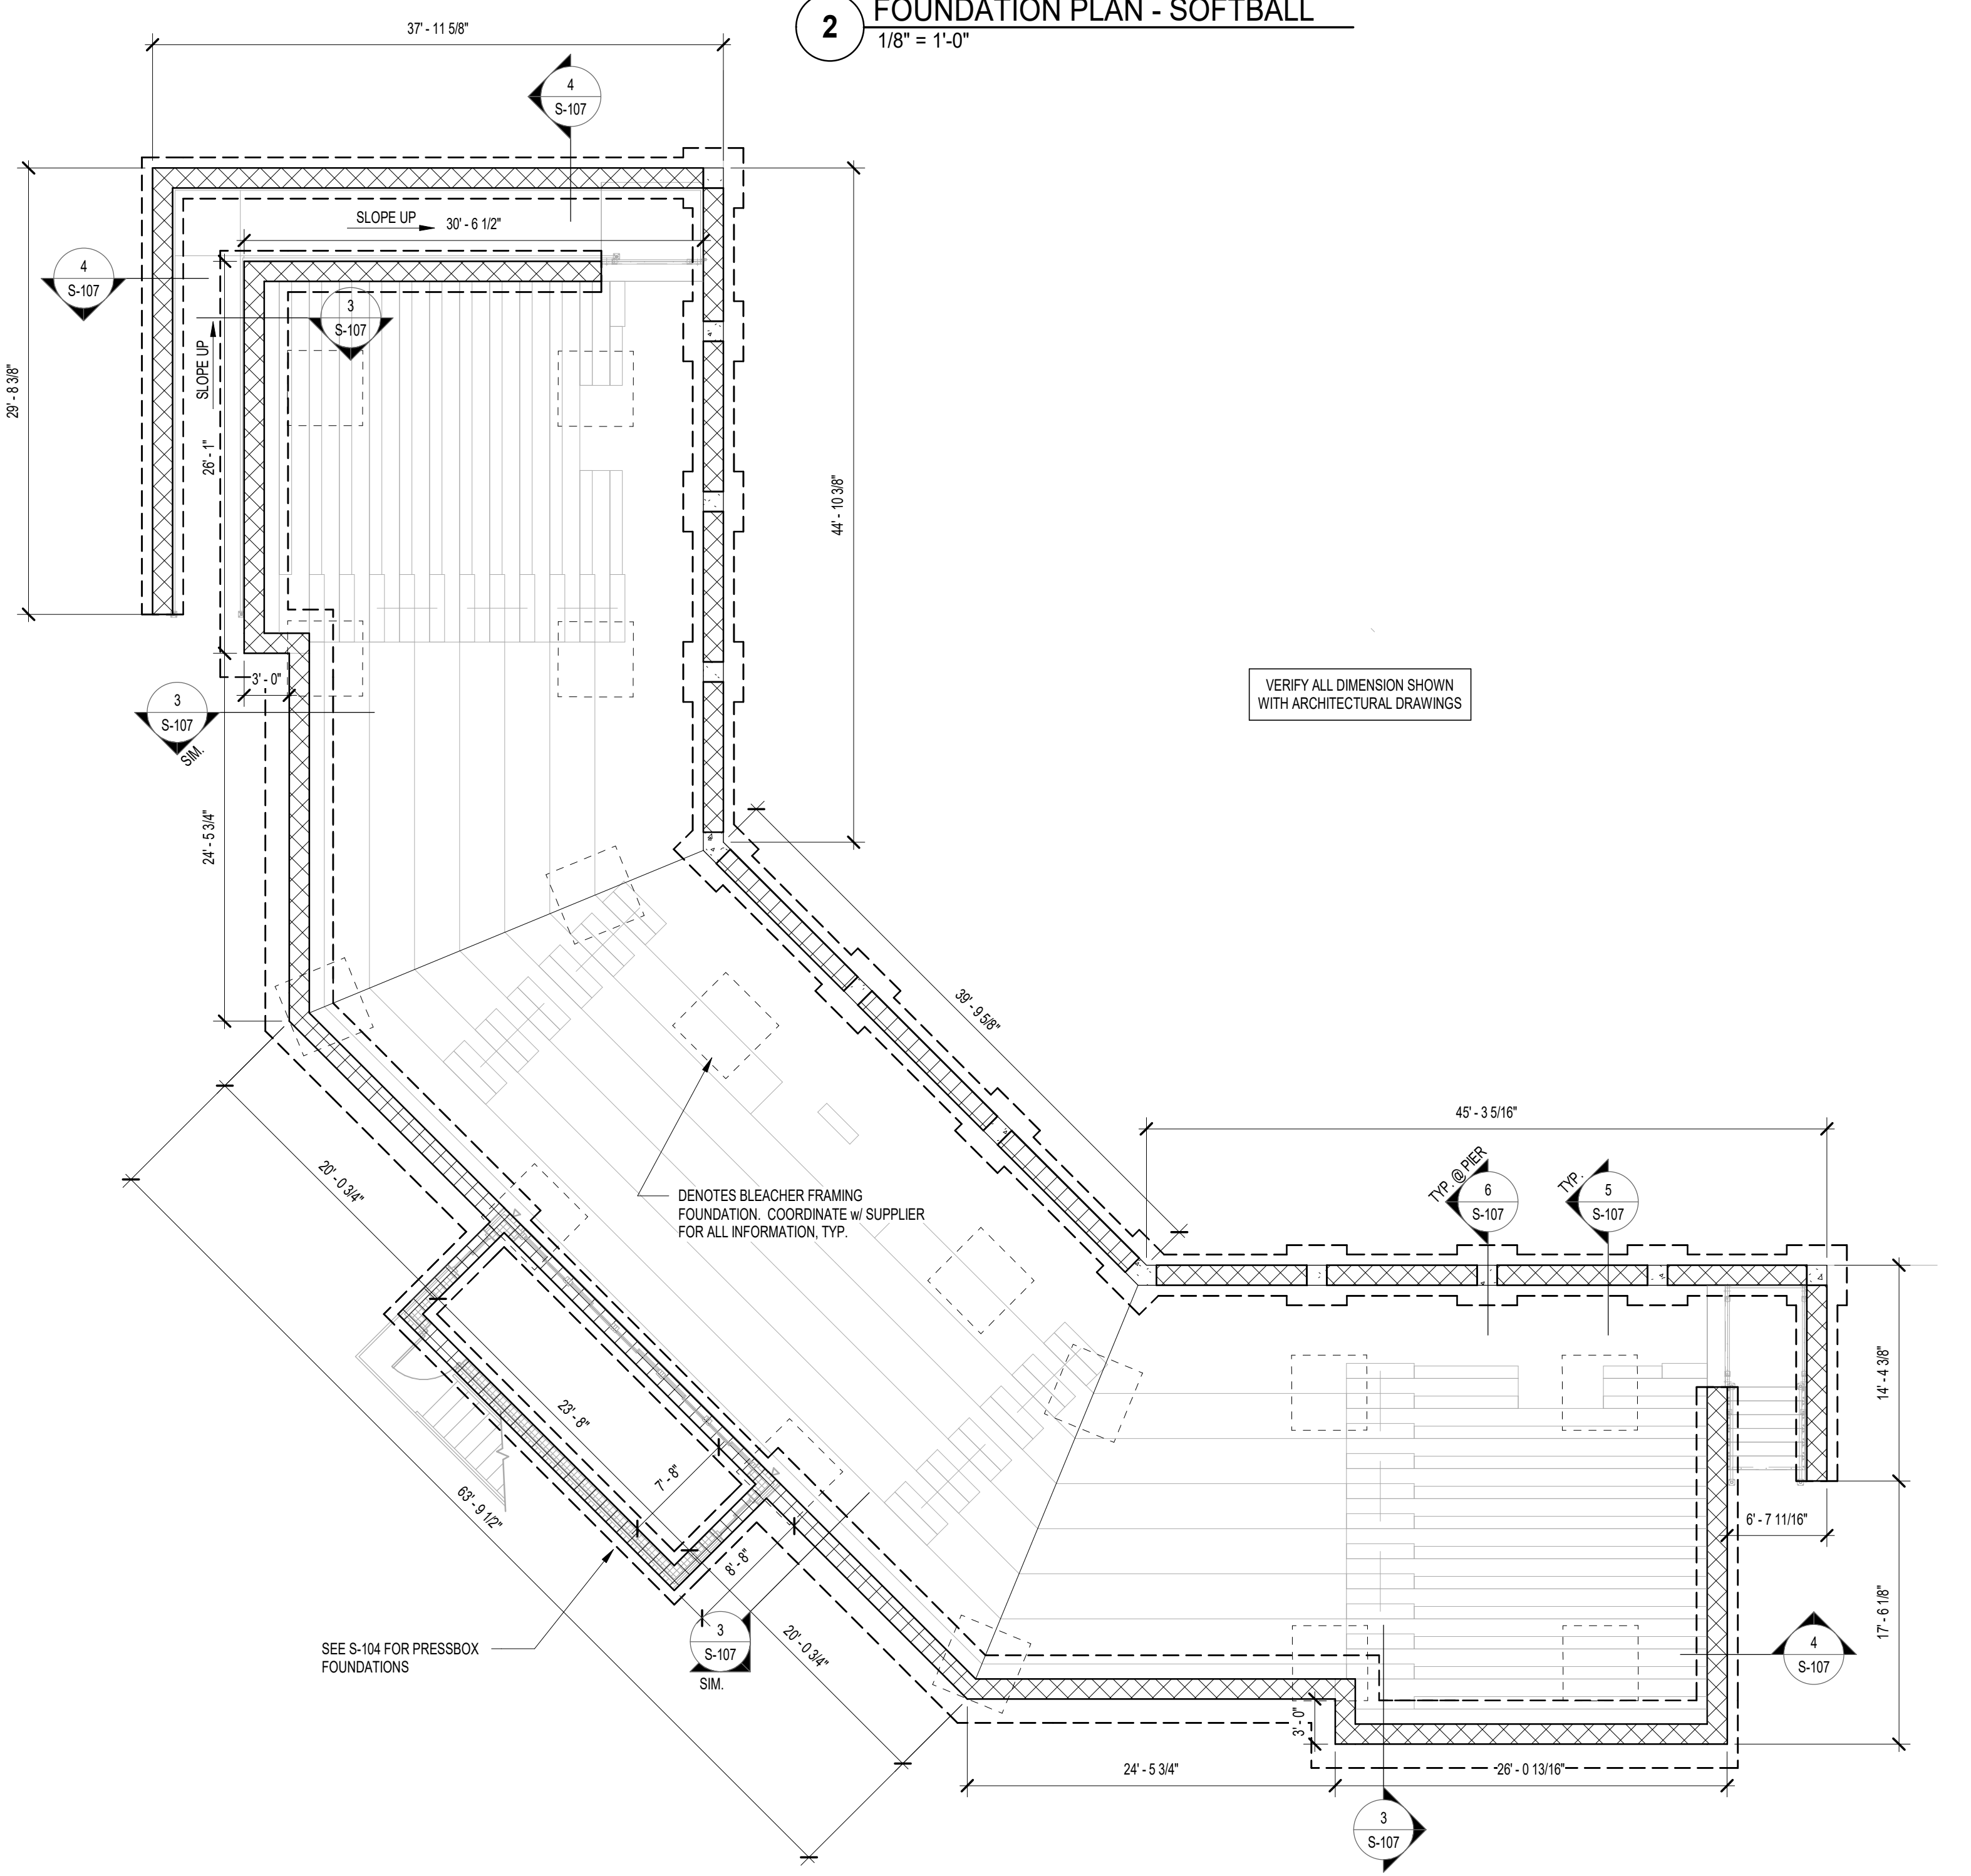 2
FOUNDATION PLAN - SOFTBALL
1/8" = 1'-0"
37' - 11 5/8"
4
S-107
SLOPE UP
30' - 6 1/2"
4
S-107
3
S-107
SLOPE UP
29' - 8 3/8"
26' - 1"
44' - 10 3/8"
3' - 0"
3
S-107
SIM.
VERIFY ALL DIMENSION SHOWN
WITH ARCHITECTURAL DRAWINGS
24' - 5 3/4"
39' - 9 5/8"
45' - 3 5/16"
20' - 0 3/4"
DENOTES BLEACHER FRAMING
FOUNDATION. COORDINATE w/ SUPPLIER
FOR ALL INFORMATION, TYP.
TYP. @ PIER
6
S-107
TYP.
5
S-107
14' - 4 3/8"
23' - 8"
7' - 8"
63' - 9 1/2"
8' - 8"
6' - 7 11/16"
17' - 6 1/8"
SEE S-104 FOR PRESSBOX
FOUNDATIONS
3
S-107
SIM.
20' - 0 3/4"
4
S-107
3' - 0"
24' - 5 3/4"
26' - 0 13/16"
3
S-107